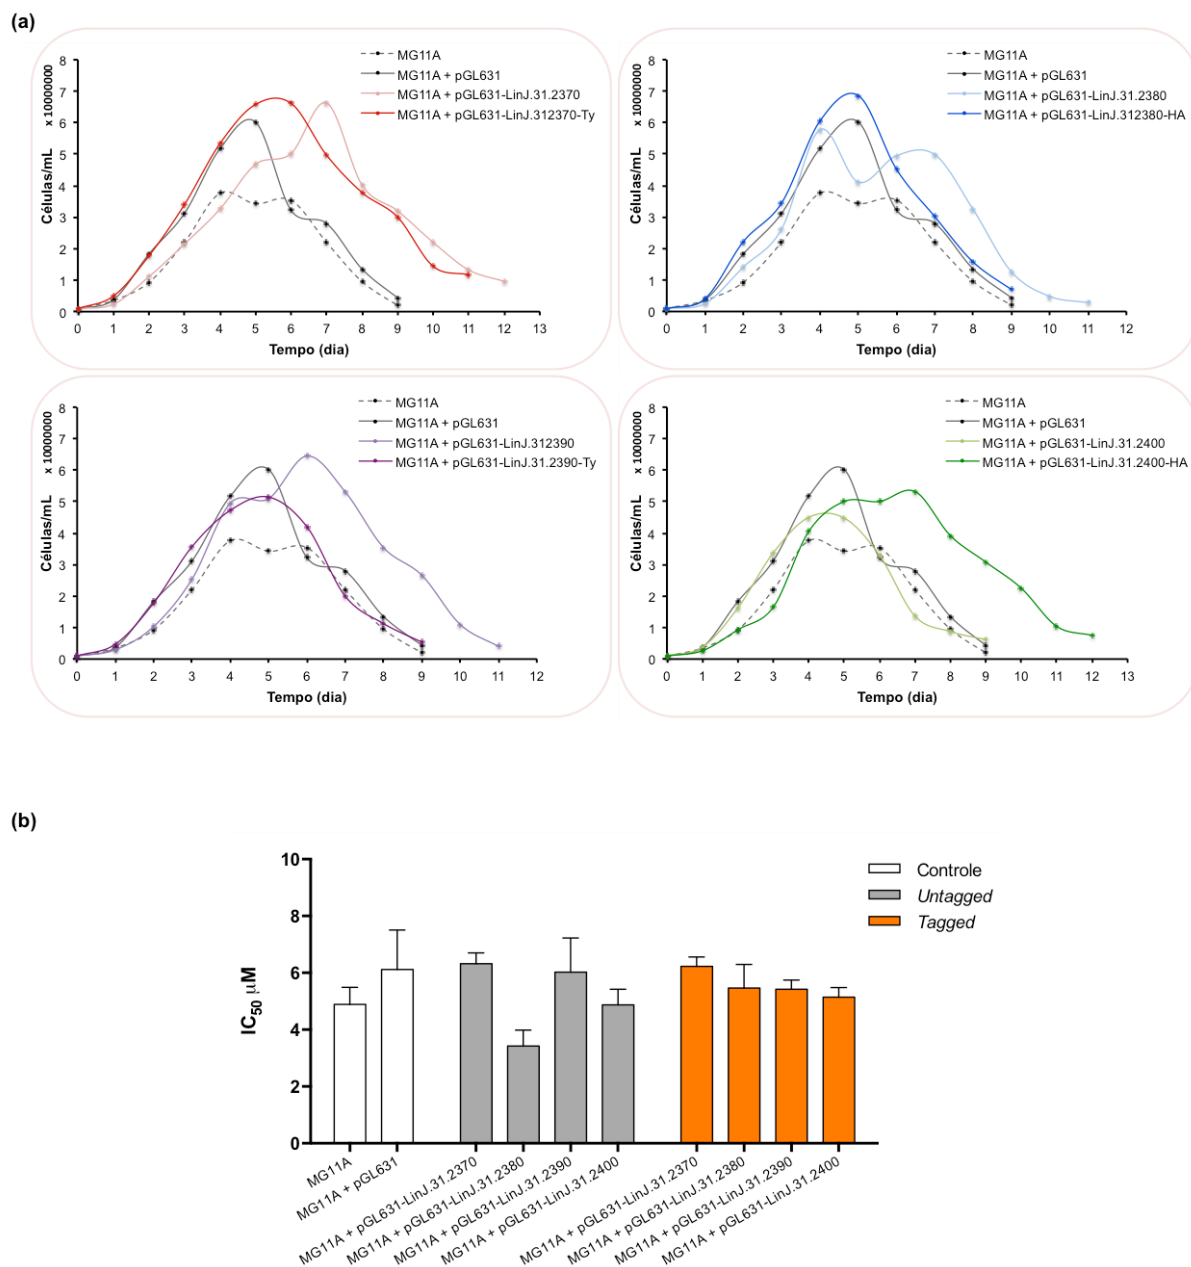 (a)
x 10000000
Células/mL
8
7
6
5
4
3
2
1
0
0 1 2 3 4 5 6 7 8 9 10 11 12 13
Tempo (dia)
MG11A
MG11A + pGL631
MG11A + pGL631-LinJ.31.2370
MG11A + pGL631-LinJ.312370-Ty
x 10000000
Células/mL
8
7
6
5
4
3
2
1
0
0 1 2 3 4 5 6 7 8 9 10 11 12
Tempo (dia)
MG11A
MG11A + pGL631
MG11A + pGL631-LinJ.31.2380
MG11A + pGL631-LinJ.312380-HA
x 10000000
Células/mL
8
7
6
5
4
3
2
1
0
0 1 2 3 4 5 6 7 8 9 10 11 12
Tempo (dia)
MG11A
MG11A + pGL631
MG11A + pGL631-LinJ.312390
MG11A + pGL631-LinJ.31.2390-Ty
x 10000000
Células/mL
8
7
6
5
4
3
2
1
0
0 1 2 3 4 5 6 7 8 9 10 11 12 13
Tempo (dia)
MG11A
MG11A + pGL631
MG11A + pGL631-LinJ.31.2400
MG11A + pGL631-LinJ.31.2400-HA
(b)
IC50 µM
10
8
6
4
2
0
Controle
Untagged
Tagged
MG11A
MG11A + pGL631
MG11A + pGL631-LinJ.31.2370
MG11A + pGL631-LinJ.31.2380
MG11A + pGL631-LinJ.31.2390
MG11A + pGL631-LinJ.31.2400
MG11A + pGL631-LinJ.31.2370
MG11A + pGL631-LinJ.31.2380
MG11A + pGL631-LinJ.31.2390
MG11A + pGL631-LinJ.31.2400